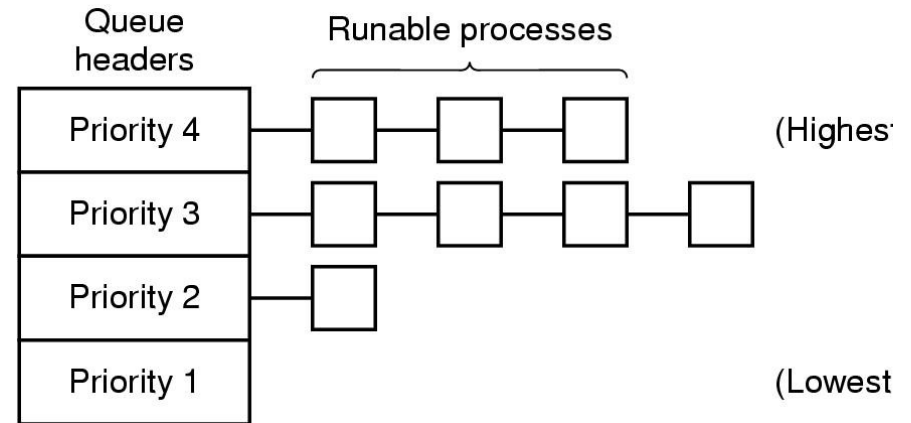 Queue
headers
Runable processes
Priority 4
(Highes
Priority 3
Priority 2
Priority 1
(Lowest